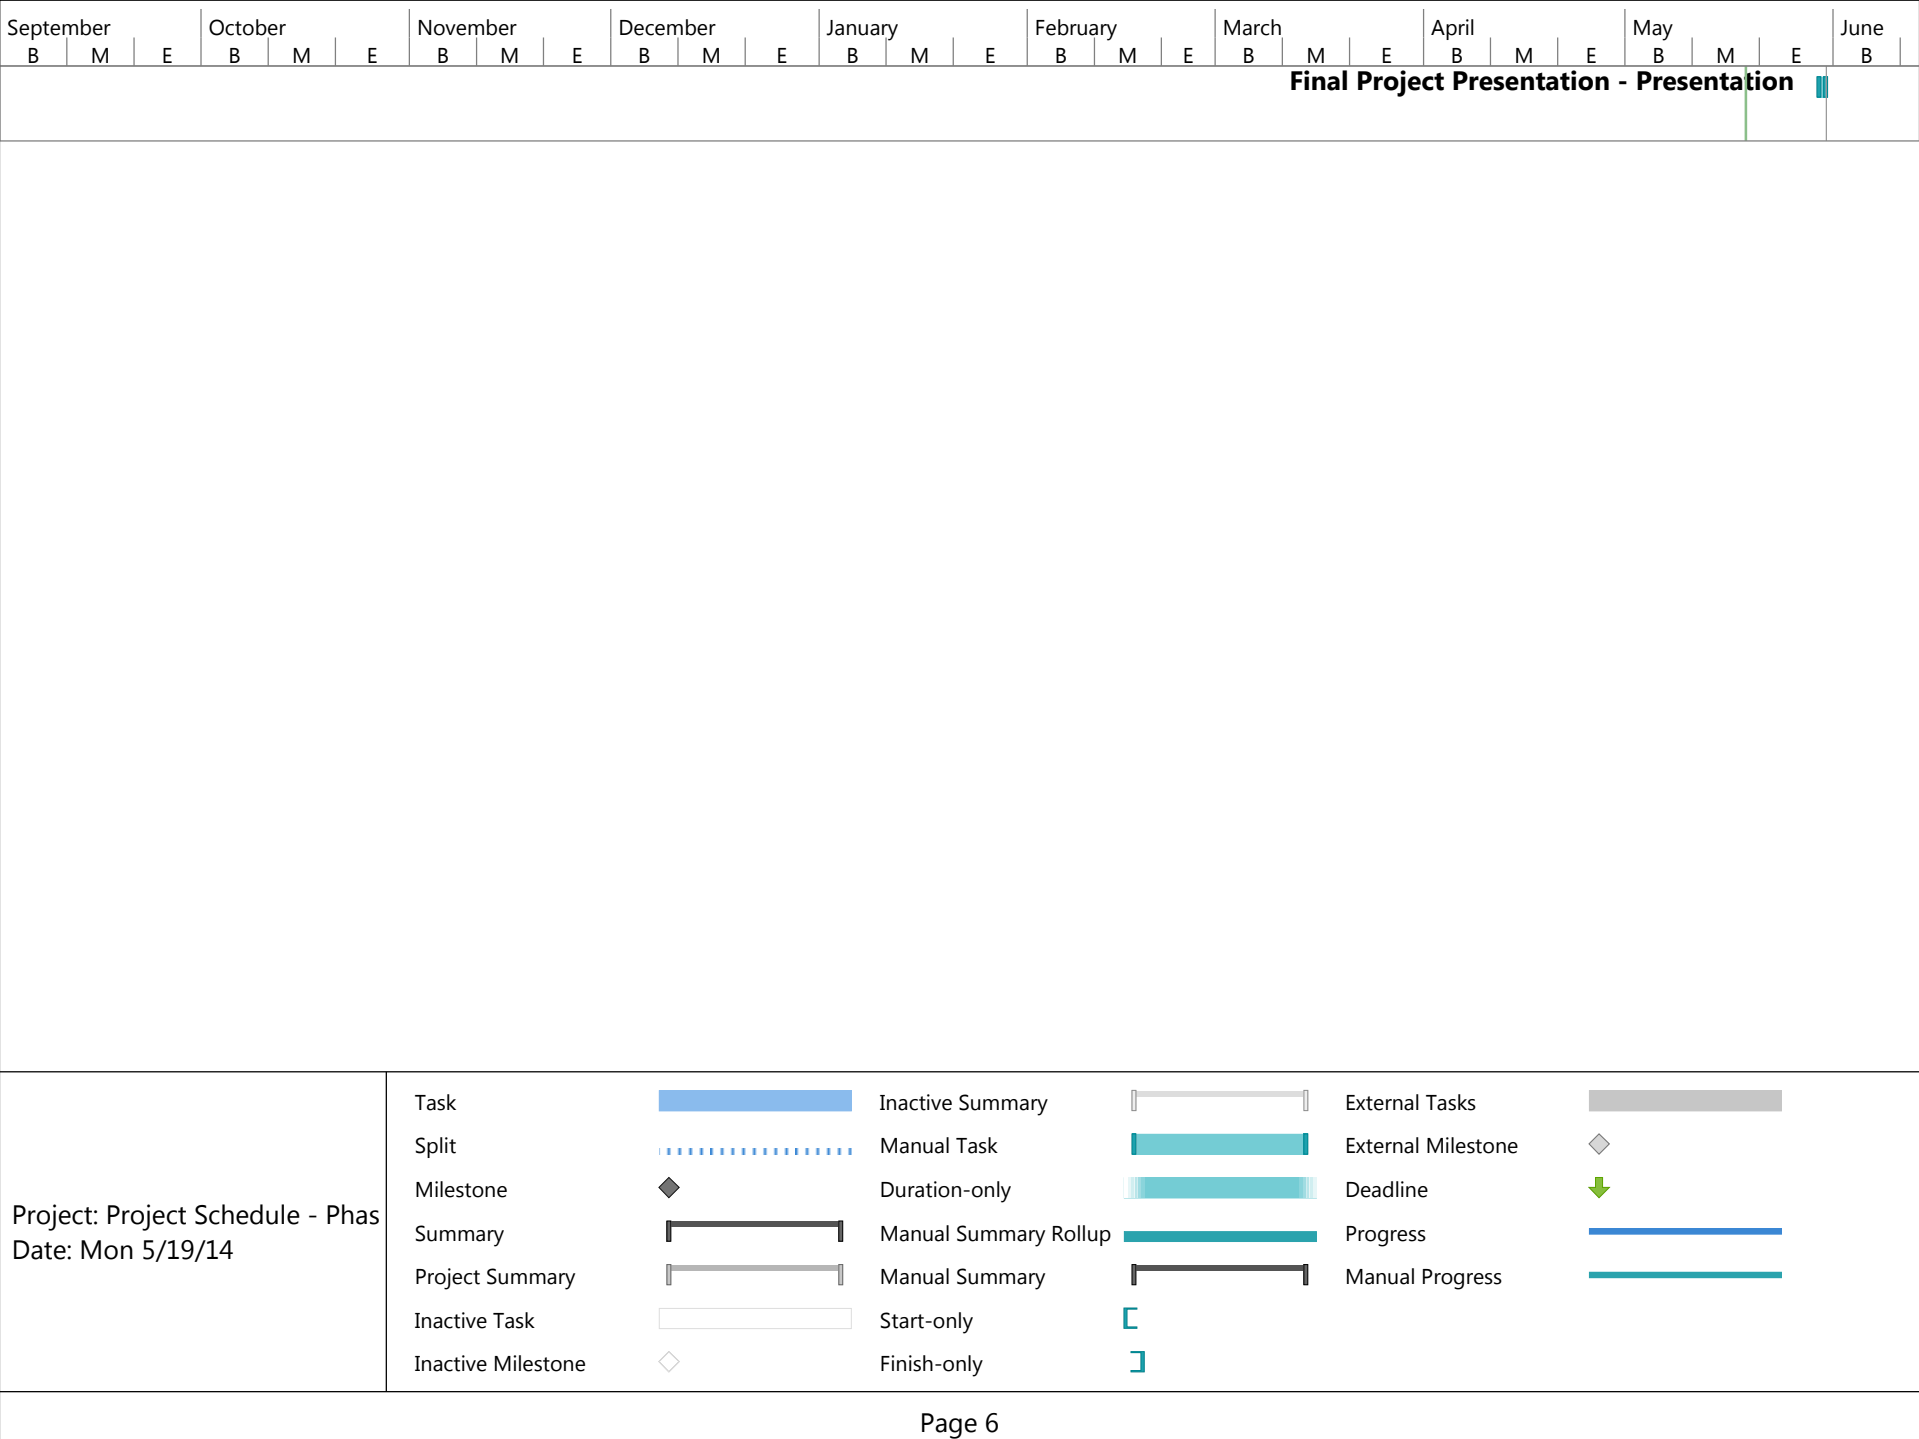 September October November December January February March April May June
B M E B M E B M E B M E B M E B M E B M E B M E B M E B
Final Project Presentation - Presentation
Project: Project Schedule - Phas
Date: Mon 5/19/14
Task
Split
Milestone
Summary
Project Summary
Inactive Task
Inactive Milestone
Inactive Summary
Manual Task
Duration-only
Manual Summary Rollup
Manual Summary
Start-only
Finish-only
External Tasks
External Milestone
Deadline
Progress
Manual Progress
Page 6